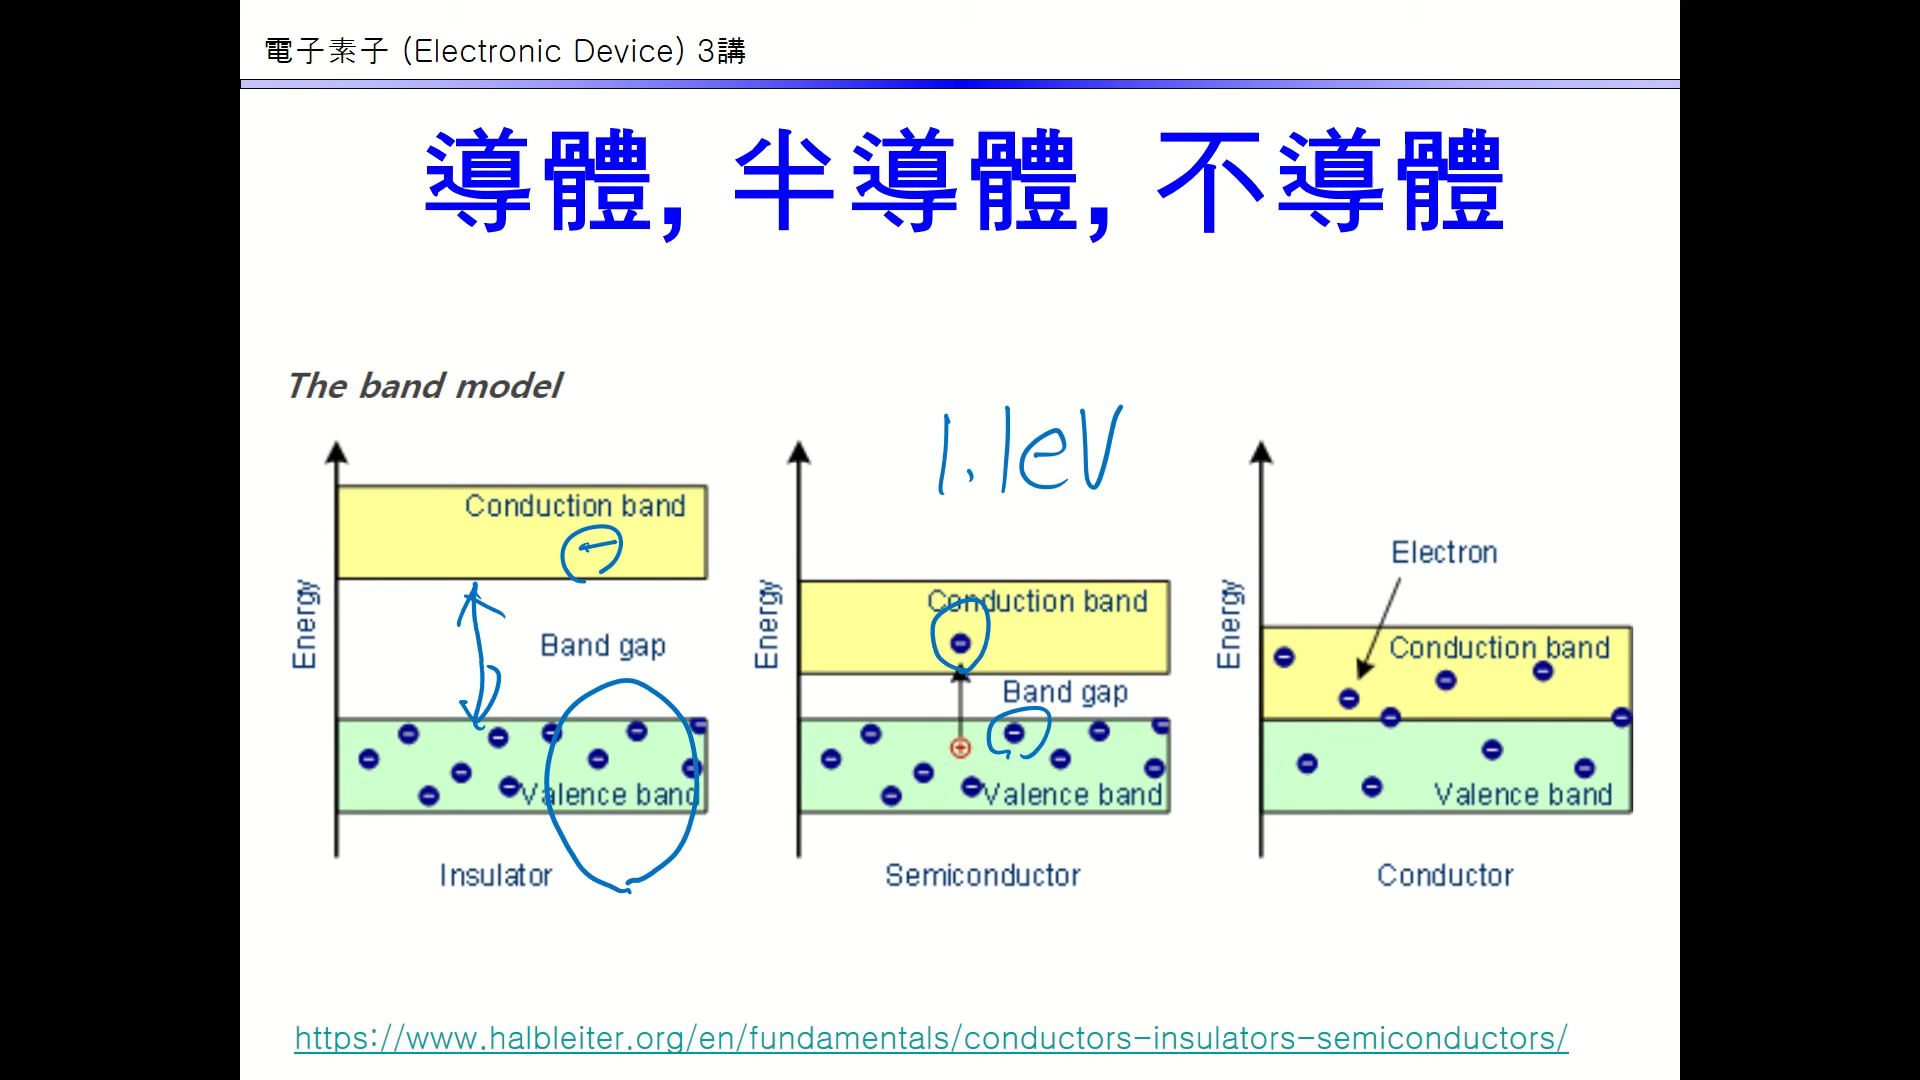 電子素子 (Electronic Device) 3講
導體, 半導體, 不導體
The band model
1.1eV
Energy
Conduction band
Band gap
Valence band
Insulator
Energy
Conduction band
Band gap
Valence band
Semiconductor
Energy
Electron
Conduction band
Valence band
Conductor
https://www.halbleiter.org/en/fundamentals/conductors-insulators-semiconductors/